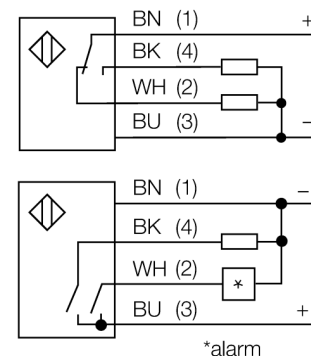 BN (1) +
BK (4)
WH (2)
BU (3) −
BN (1) −
BK (4)
WH (2)
*
BU (3) +
*alarm